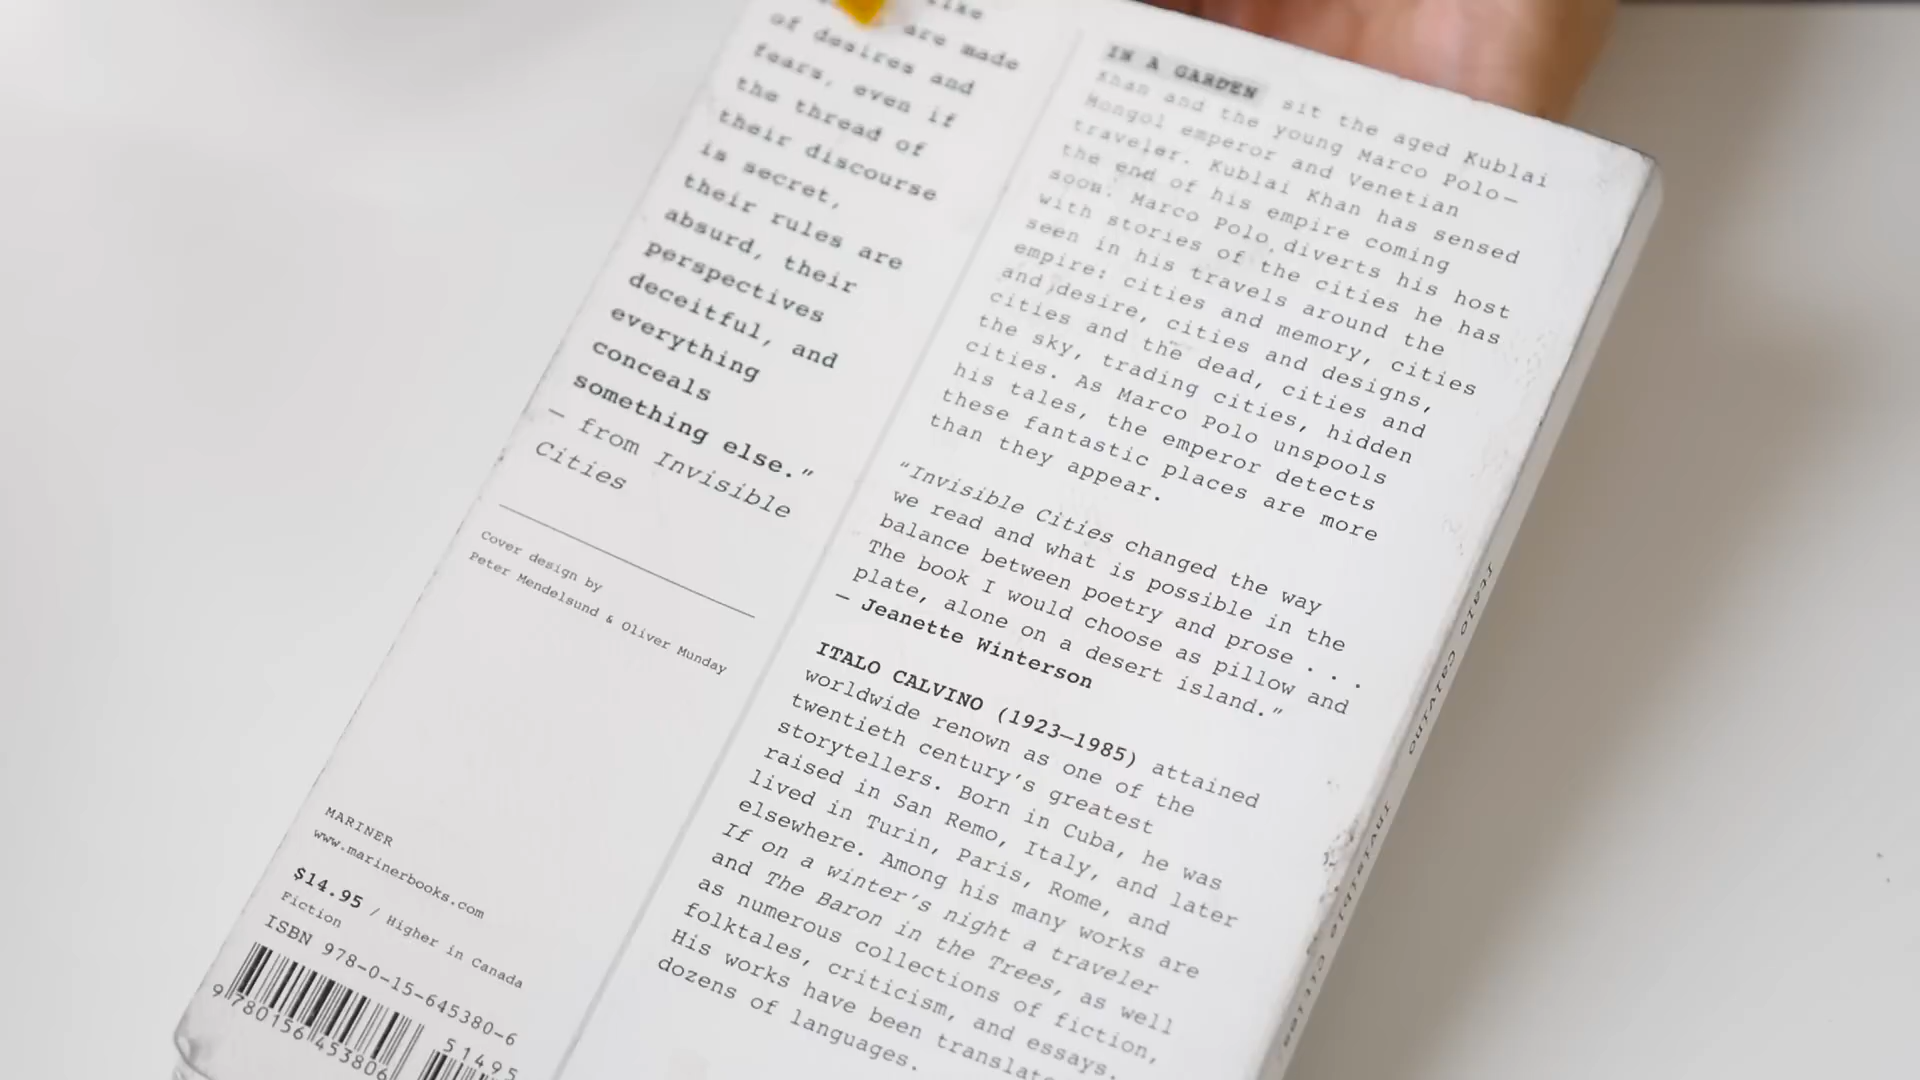 like
are made
of desires and
fears, even if
the thread of
their discourse
is secret,
their rules are
absurd, their
perspectives
deceitful, and
everything
conceals
something else.”
— from Invisible
Cities
Cover design by
Peter Mendelsund & Oliver Munday
MARINER
www.marinerbooks.com
$14.95 / Higher in Canada
Fiction
ISBN 978-0-15-645380-6
51495
9 780156 453806
IN A GARDEN sit the aged Kublai
Khan and the young Marco Polo—
Mongol emperor and Venetian
traveler. Kublai Khan has sensed
the end of his empire coming
soon. Marco Polo diverts his host
with stories of the cities he has
seen in his travels around the
empire: cities and memory, cities
and desire, cities and designs,
cities and the dead, cities and
the sky, trading cities, hidden
cities. As Marco Polo unspools
his tales, the emperor detects
these fantastic places are more
than they appear.
“Invisible Cities changed the way
we read and what is possible in the
balance between poetry and prose . . .
The book I would choose as pillow and
plate, alone on a desert island.”
— Jeanette Winterson
ITALO CALVINO (1923–1985) attained
worldwide renown as one of the
twentieth century’s greatest
storytellers. Born in Cuba, he was
raised in San Remo, Italy, and later
lived in Turin, Paris, Rome, and
elsewhere. Among his many works are
If on a winter’s night a traveler
and The Baron in the Trees, as well
as numerous collections of fiction,
folktales, criticism, and essays.
His works have been translate
dozens of languages.
Italo Calvino
Invisible Cities